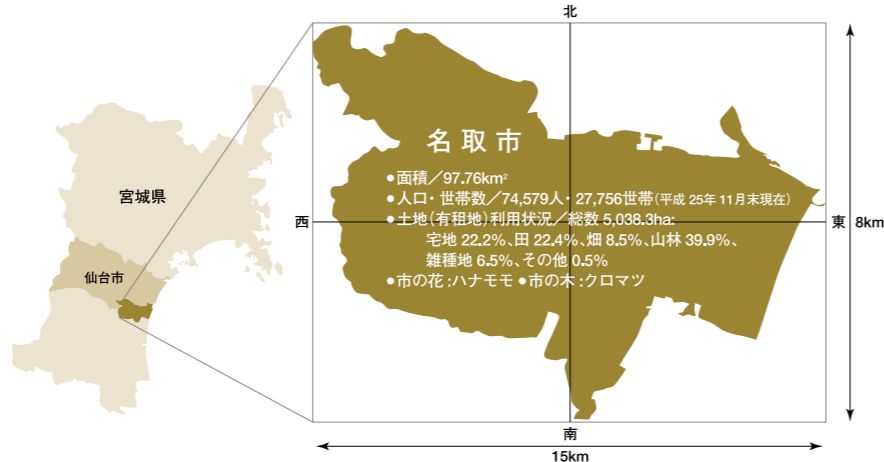 北
名取市
●面積／97.76km²
●人口・世帯数／74,579人・27,756世帯(平成25年11月末現在)
●土地(有租地)利用状況／総数 5,038.3ha:
宅地 22.2%、田 22.4%、畑 8.5%、山林 39.9%、
雑種地 6.5%、その他 0.5%
●市の花:ハナモモ ●市の木:クロマツ
宮城県
仙台市
西
東
8km
南
15km